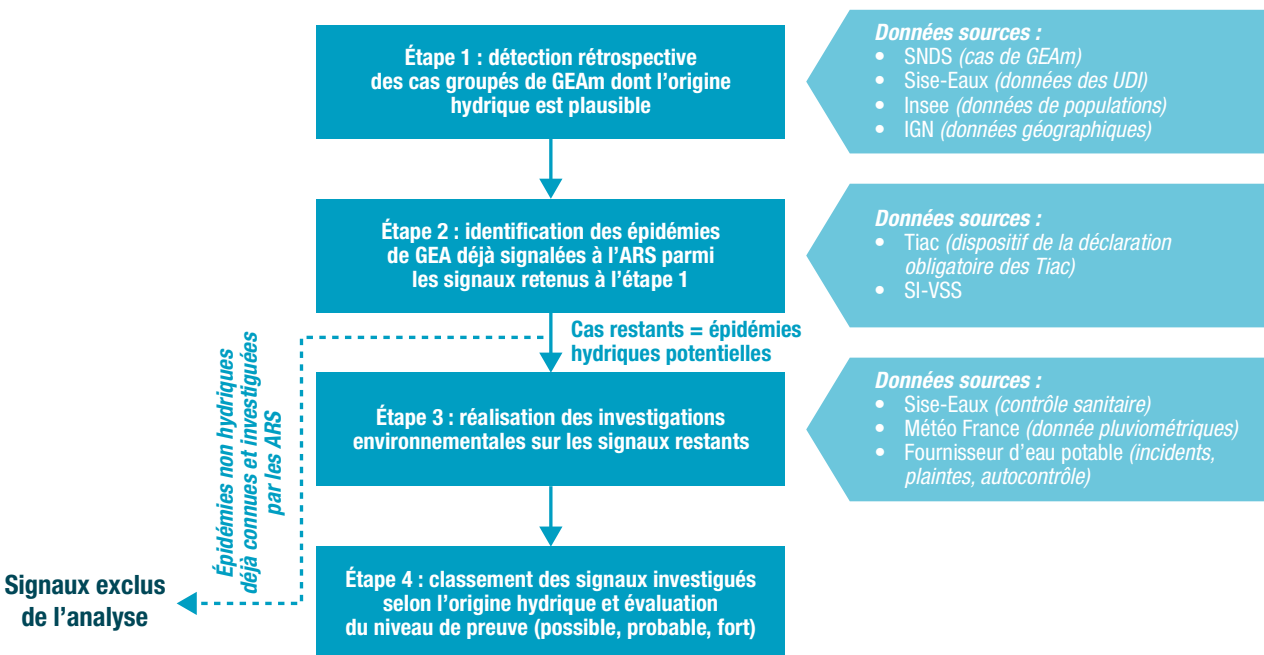 Étape 1 : détection rétrospective
des cas groupés de GEAm dont l'origine
hydrique est plausible
Données sources :
• SNDS (cas de GEAm)
• Sise-Eaux (données des UDI)
• Insee (données de populations)
• IGN (données géographiques)
Étape 2 : identification des épidémies
de GEA déjà signalées à l'ARS parmi
les signaux retenus à l'étape 1
Données sources :
• Tiac (dispositif de la déclaration
obligatoire des Tiac)
• SI-VSS
Cas restants = épidémies
hydriques potentielles
Épidémies non hydriques
déjà connues et investiguées
par les ARS
Étape 3 : réalisation des investigations
environnementales sur les signaux restants
Données sources :
• Sise-Eaux (contrôle sanitaire)
• Météo France (donnée pluviométriques)
• Fournisseur d'eau potable (incidents,
plaintes, autocontrôle)
Étape 4 : classement des signaux investigués
selon l'origine hydrique et évaluation
du niveau de preuve (possible, probable, fort)
Signaux exclus
de l'analyse